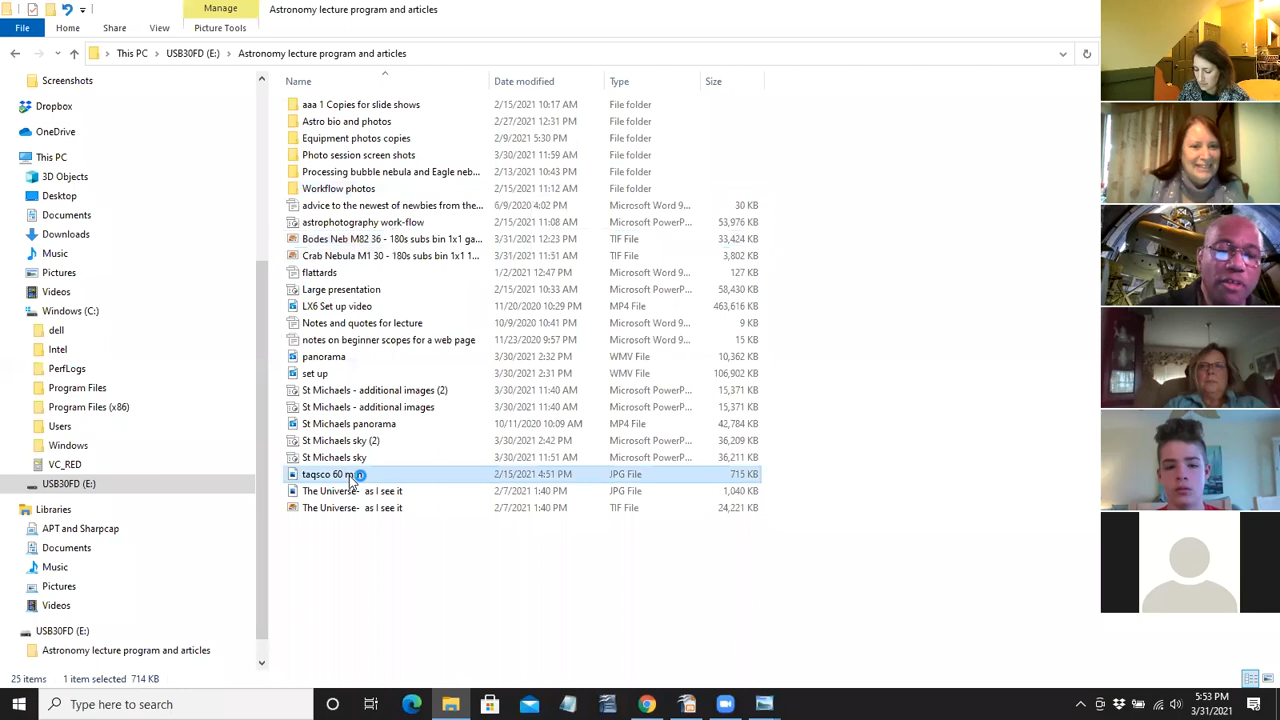 Manage
Astronomy lecture program and articles
File
Home
Share
View
Picture Tools
This PC
USB30FD (E:)
Astronomy lecture program and articles
Screenshots
Dropbox
OneDrive
This PC
3D Objects
Desktop
Documents
Downloads
Music
Pictures
Videos
Windows (C:)
dell
Intel
PerfLogs
Program Files
Program Files (x86)
Users
Windows
VC_RED
USB30FD (E:)
Libraries
APT and Sharpcap
Documents
Music
Pictures
Videos
USB30FD (E:)
Astronomy lecture program and articles
Name Date modified Type Size
aaa 1 Copies for slide shows 2/15/2021 10:17 AM File folder
Astro bio and photos 2/27/2021 12:31 PM File folder
Equipment photos copies 2/9/2021 5:30 PM File folder
Photo session screen shots 3/30/2021 11:59 AM File folder
Processing bubble nebula and Eagle neb... 2/13/2021 10:43 PM File folder
Workflow photos 2/15/2021 11:12 AM File folder
advice to the newest of newbies from the... 6/9/2020 4:02 PM Microsoft Word 9... 30 KB
astrophotography work-flow 2/15/2021 11:08 AM Microsoft PowerP... 53,976 KB
Bodes Neb M82 36 - 180s subs bin 1x1 ga... 3/31/2021 12:23 PM TIF File 33,424 KB
Crab Nebula M1 30 - 180s subs bin 1x1 1... 3/31/2021 11:51 AM TIF File 3,802 KB
flattards 1/2/2021 12:47 PM Microsoft Word 9... 127 KB
Large presentation 2/15/2021 10:33 AM Microsoft PowerP... 58,430 KB
LX6 Set up video 11/20/2020 10:29 PM MP4 File 463,616 KB
Notes and quotes for lecture 10/9/2020 10:41 PM Microsoft Word 9... 9 KB
notes on beginner scopes for a web page 11/23/2020 9:57 PM Microsoft Word 9... 15 KB
panorama 3/30/2021 2:32 PM WMV File 10,362 KB
set up 3/30/2021 2:31 PM WMV File 106,902 KB
St Michaels - additional images (2) 3/30/2021 11:40 AM Microsoft PowerP... 15,371 KB
St Michaels - additional images 3/30/2021 11:40 AM Microsoft PowerP... 15,371 KB
St Michaels panorama 10/11/2020 10:09 AM MP4 File 42,784 KB
St Michaels sky (2) 3/30/2021 2:42 PM Microsoft PowerP... 36,209 KB
St Michaels sky 3/30/2021 11:51 AM Microsoft PowerP... 36,211 KB
taqsco 60 2/15/2021 4:51 PM JPG File 715 KB
The Universe- as I see it 2/7/2021 1:40 PM JPG File 1,040 KB
The Universe- as I see it 2/7/2021 1:40 PM TIF File 24,221 KB
25 items 1 item selected 714 KB
Type here to search
5:53 PM
3/31/2021